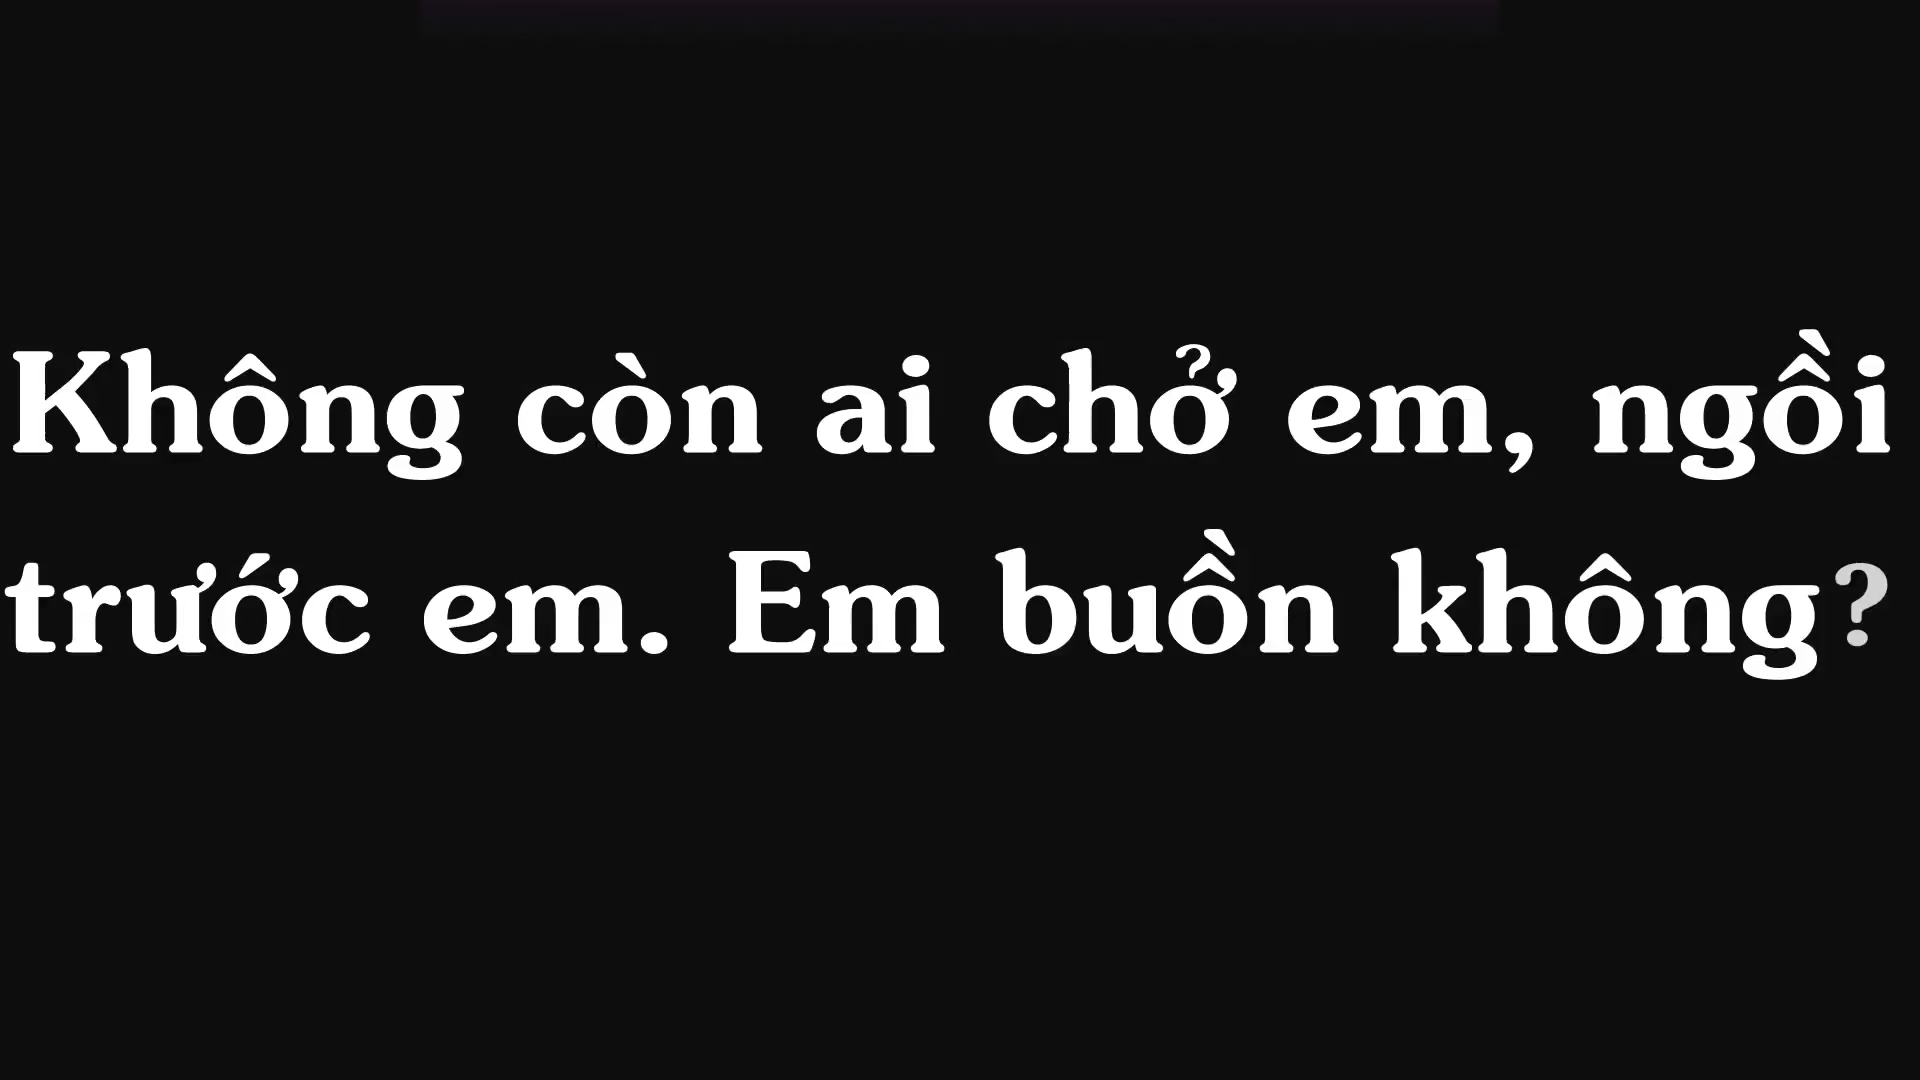 Không còn ai chở em, ngồi
trước em. Em buồn không?